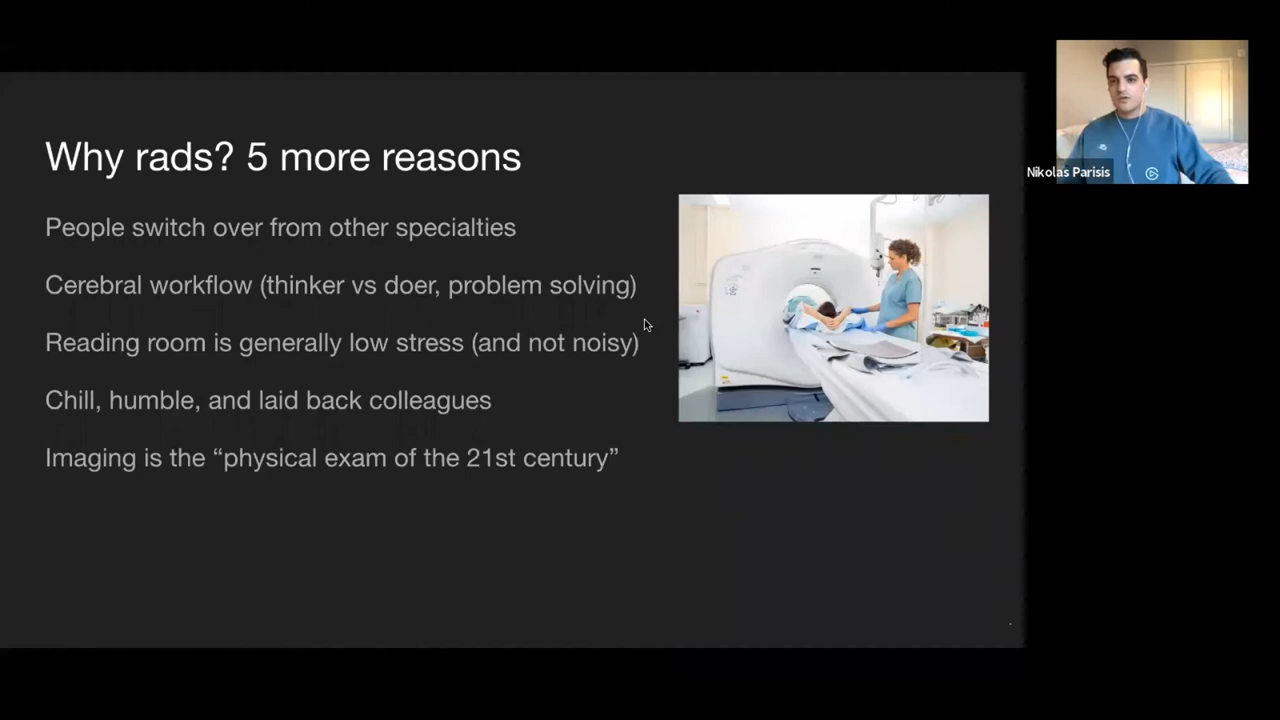 Why rads? 5 more reasons
People switch over from other specialties
Cerebral workflow (thinker vs doer, problem solving)
Reading room is generally low stress (and not noisy)
Chill, humble, and laid back colleagues
Imaging is the “physical exam of the 21st century”
Nikolas Parisis